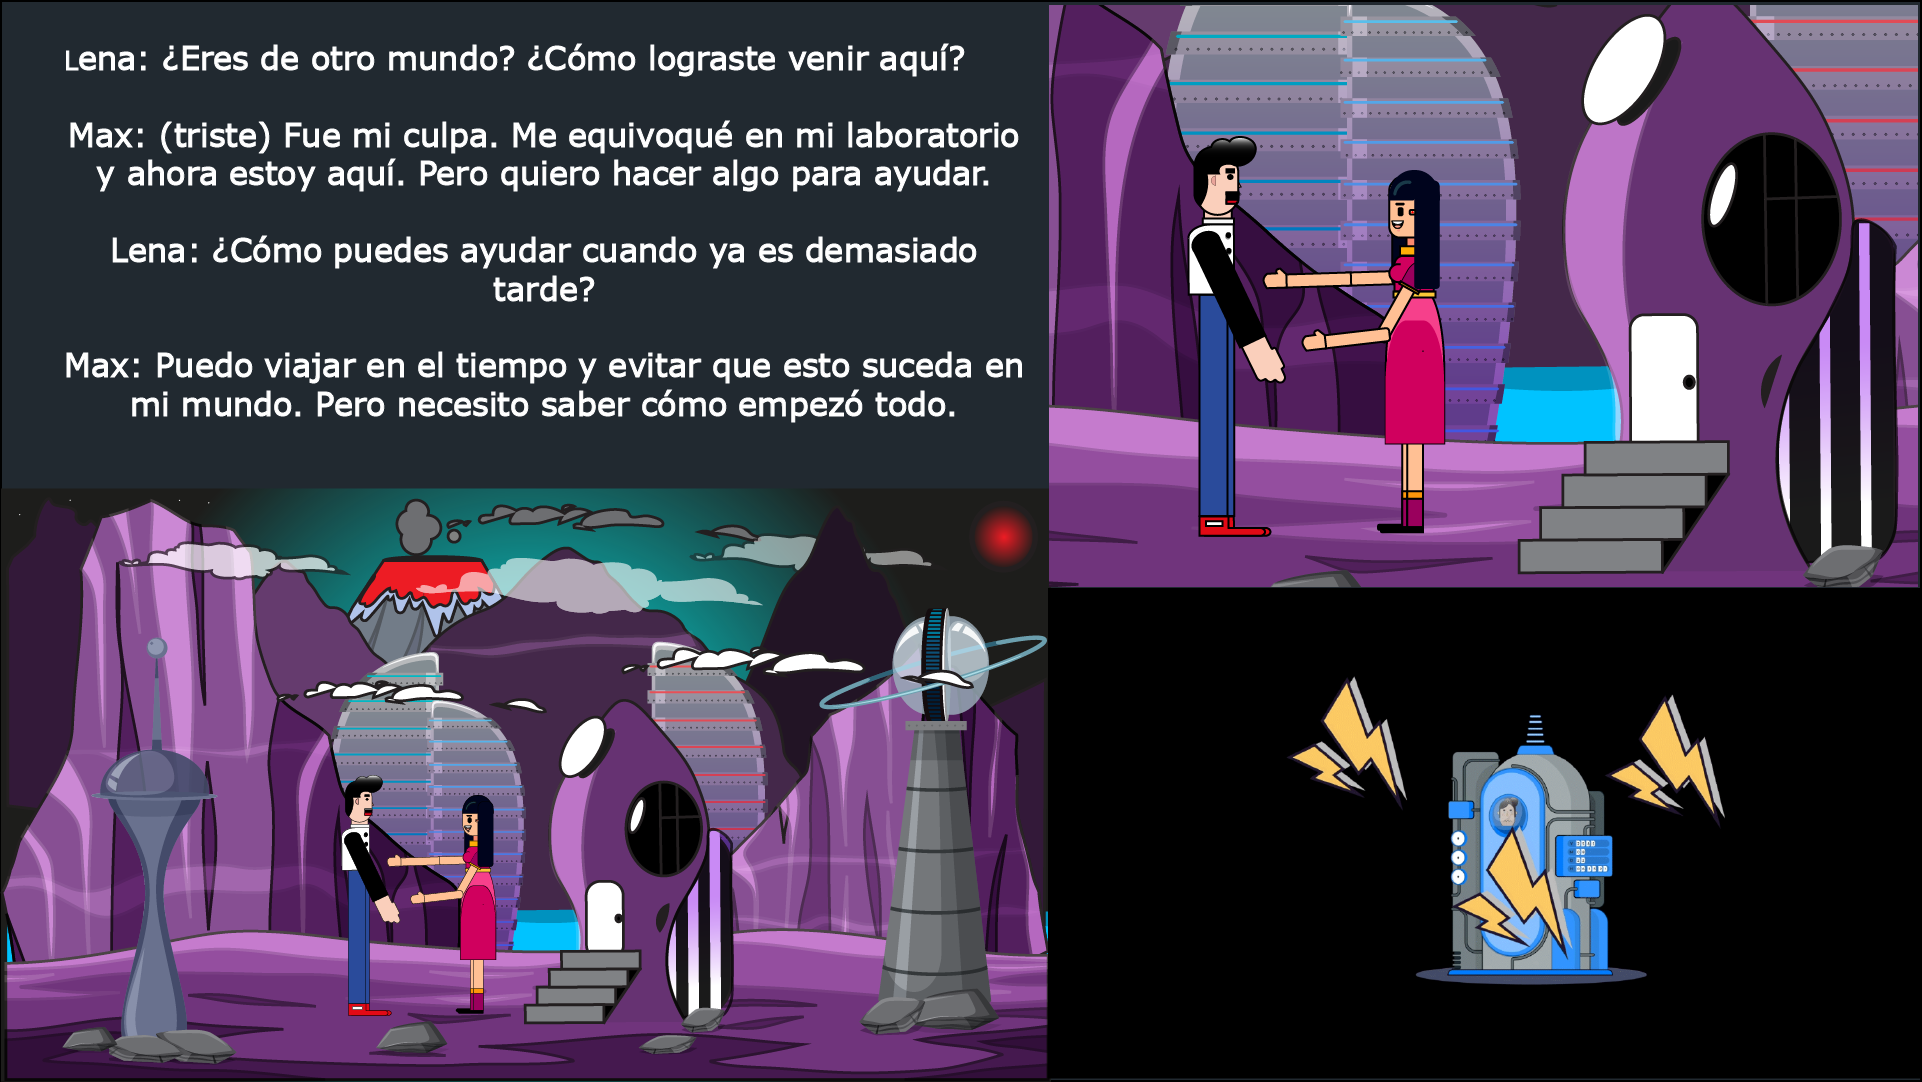 Lena: ¿Eres de otro mundo? ¿Cómo lograste venir aquí?
Max: (triste) Fue mi culpa. Me equivoqué en mi laboratorio
y ahora estoy aquí. Pero quiero hacer algo para ayudar.
Lena: ¿Cómo puedes ayudar cuando ya es demasiado
tarde?
Max: Puedo viajar en el tiempo y evitar que esto suceda en
mi mundo. Pero necesito saber cómo empezó todo.